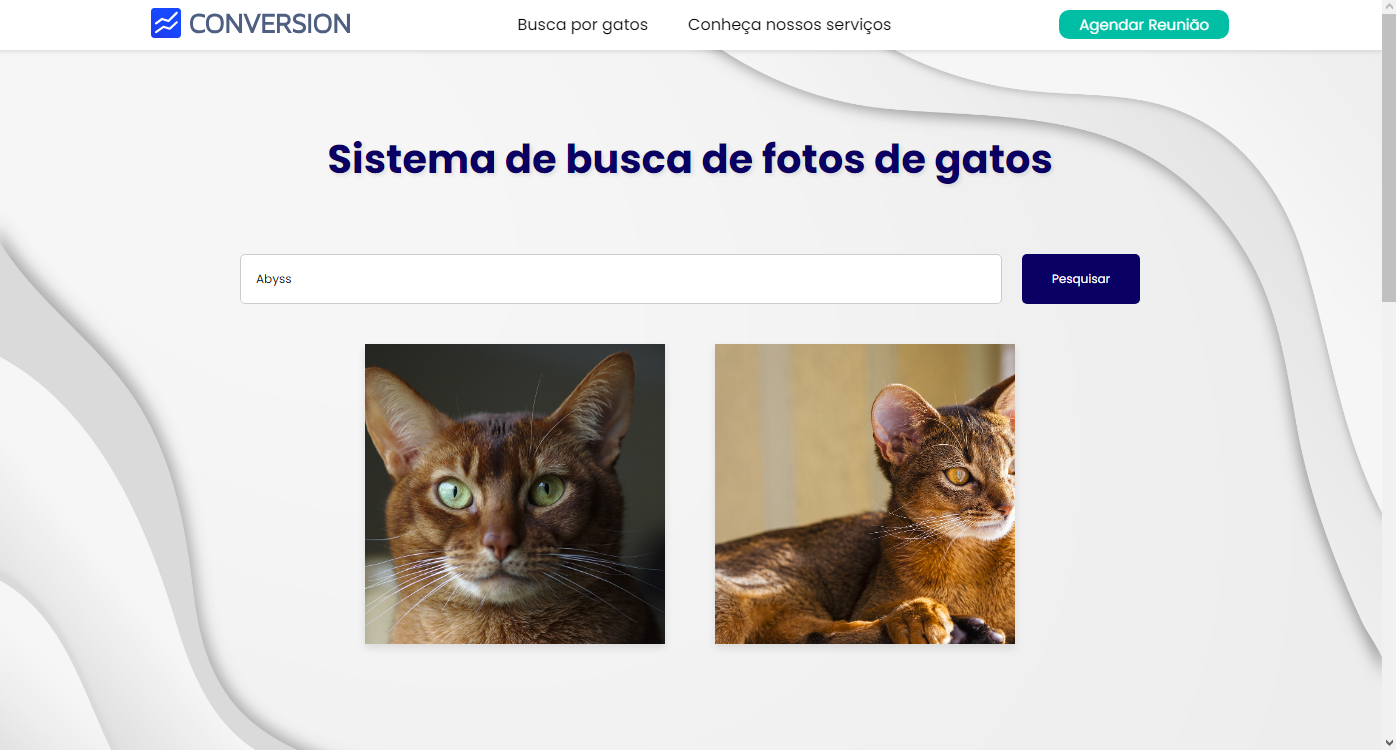 CONVERSION
Busca por gatos
Conheça nossos serviços
Agendar Reunião
Sistema de busca de fotos de gatos
Abyss
Pesquisar